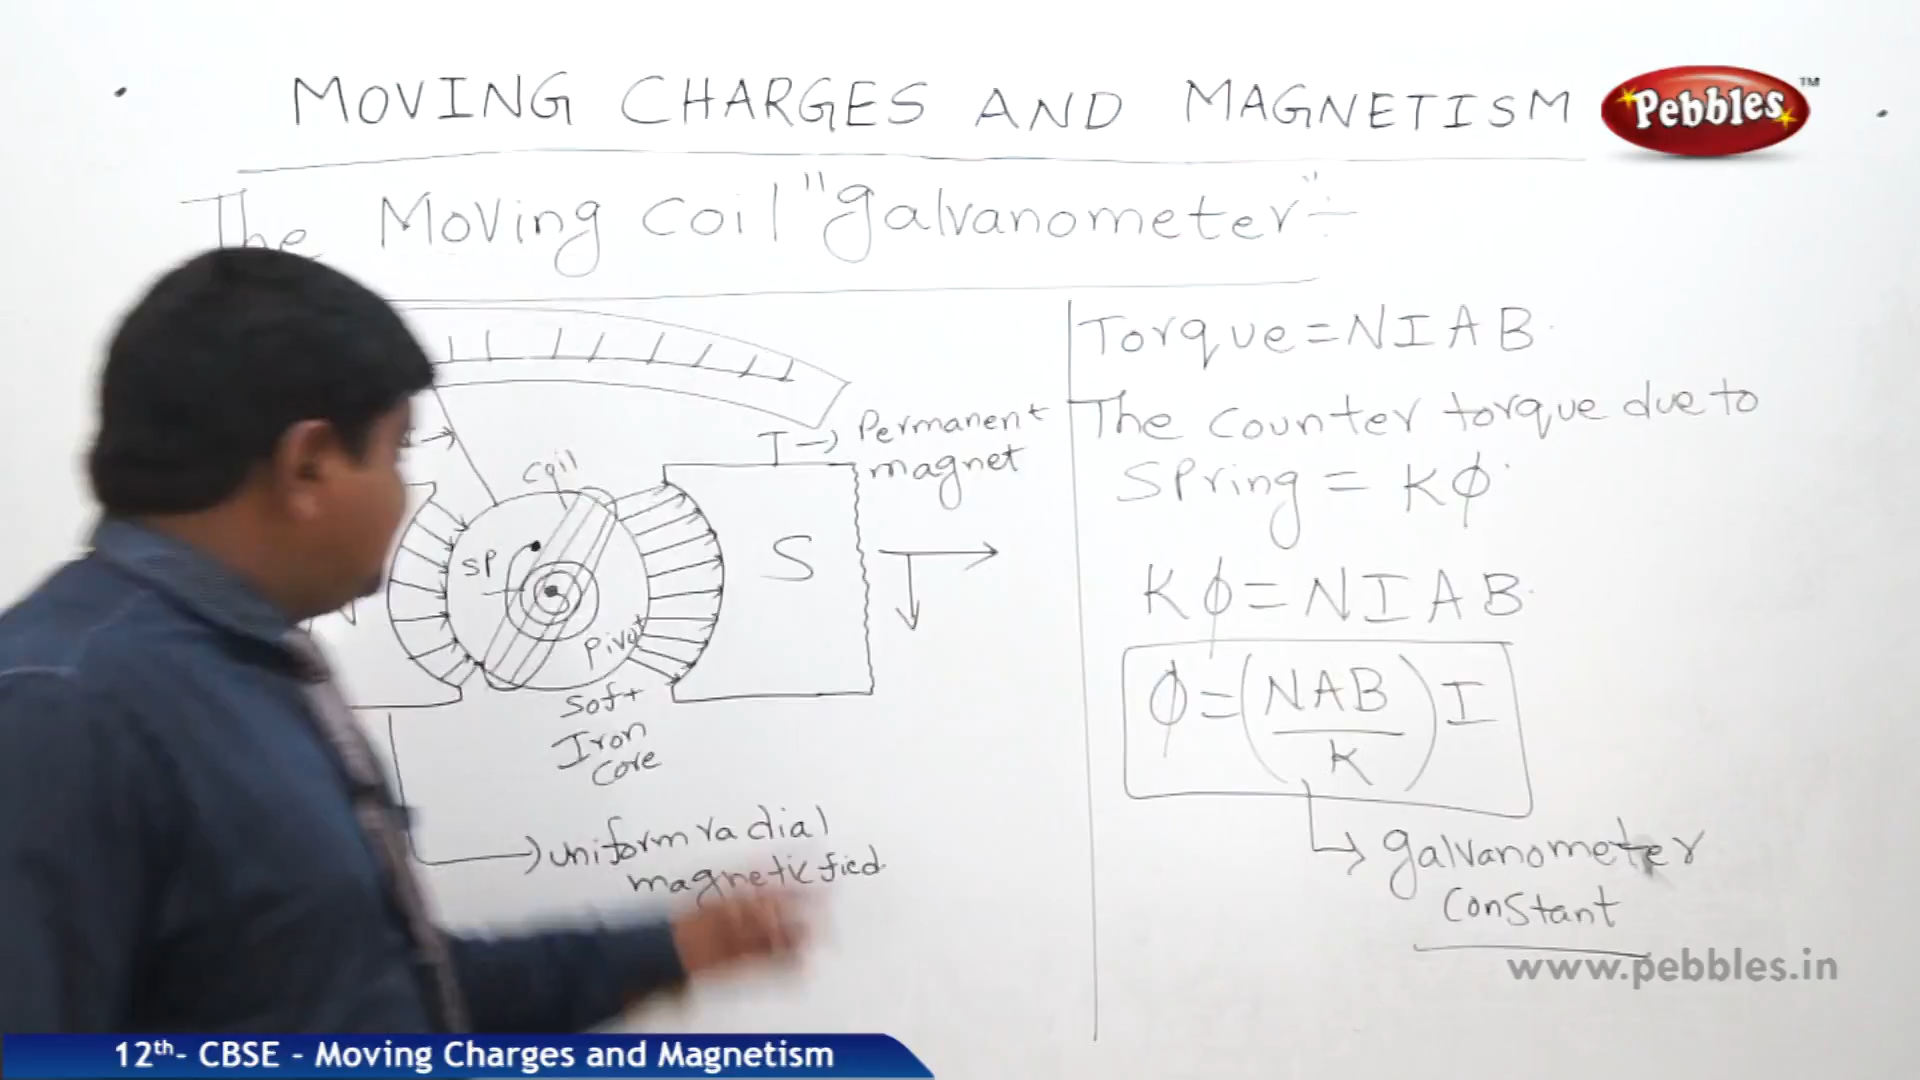 MOVING CHARGES AND MAGNETISM
Pebbles™
The Moving coil "galvanometer" ÷
Permanent
magnet
coil
SP
Pivot
S
Soft
Iron
Core
uniform radial
magnetic fied.
Torque = NIAB.
The Counter torque due to
Spring = Kϕ.
Kϕ = NIAB.
ϕ = (NAB/K) I
galvanometer
Constant
www.pebbles.in
12th- CBSE - Moving Charges and Magnetism